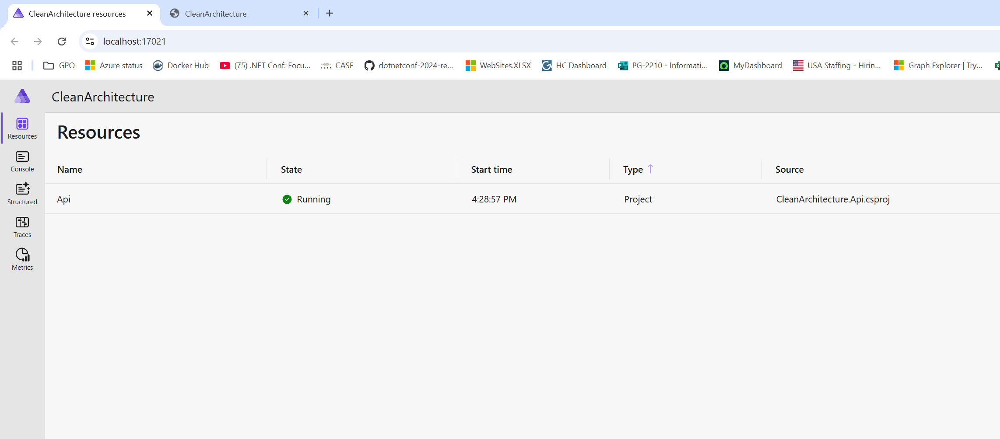 CleanArchitecture resources
CleanArchitecture
localhost:17021
GPO
Azure status
Docker Hub
(75) .NET Conf: Focu...
CASE
dotnetconf-2024-re...
WebSites.XLSX
HC Dashboard
PG-2210 - Informati...
MyDashboard
USA Staffing - Hirin...
Graph Explorer | Try...
CleanArchitecture
Resources
Console
Structured
Traces
Metrics
Resources
Name State Start time Type Source
Api Running 4:28:57 PM Project CleanArchitecture.Api.csproj